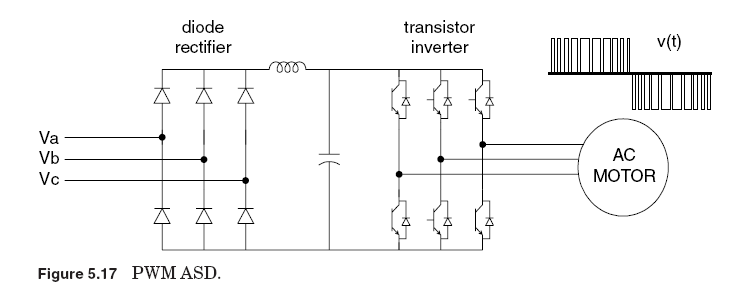 diode
rectifier
transistor
inverter
v(t)
Va
Vb
Vc
AC
MOTOR
Figure 5.17 PWM ASD.